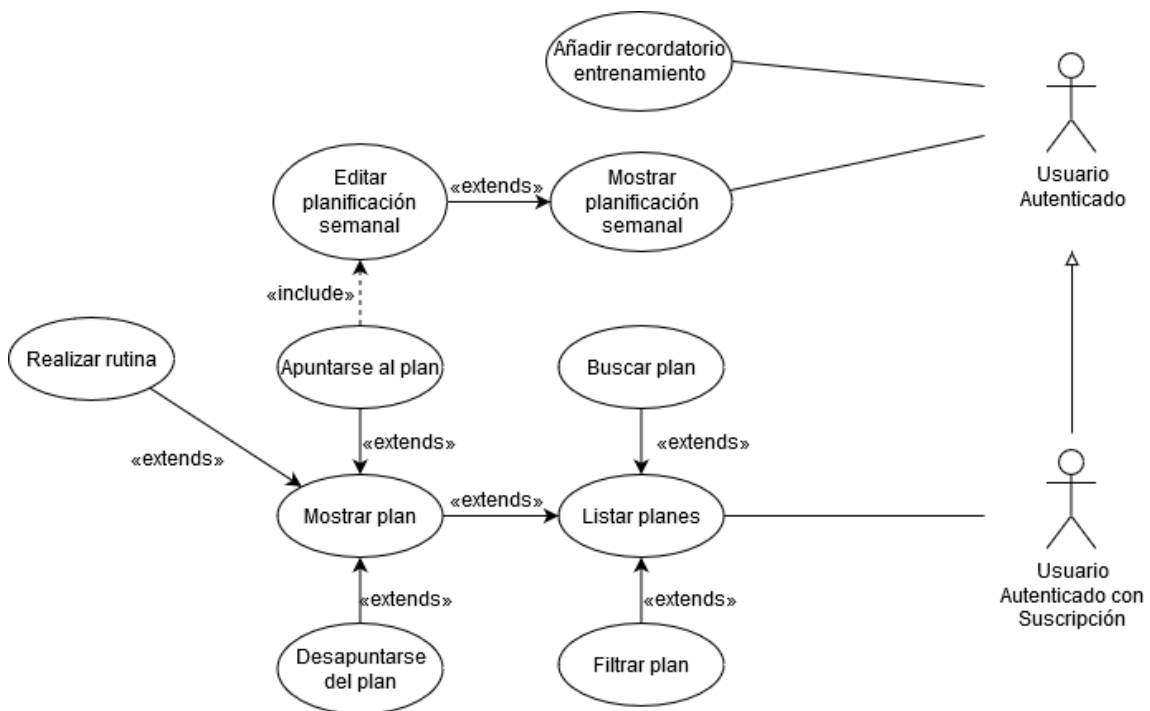 Añadir recordatorio
entrenamiento
Usuario
Autenticado
Editar
planificación
semanal
«extends»
Mostrar
planificación
semanal
«include»
Realizar rutina
Apuntarse al plan
Buscar plan
«extends»
«extends»
«extends»
Mostrar plan
«extends»
Listar planes
Usuario
Autenticado con
Suscripción
«extends»
«extends»
Desapuntarse
del plan
Filtrar plan